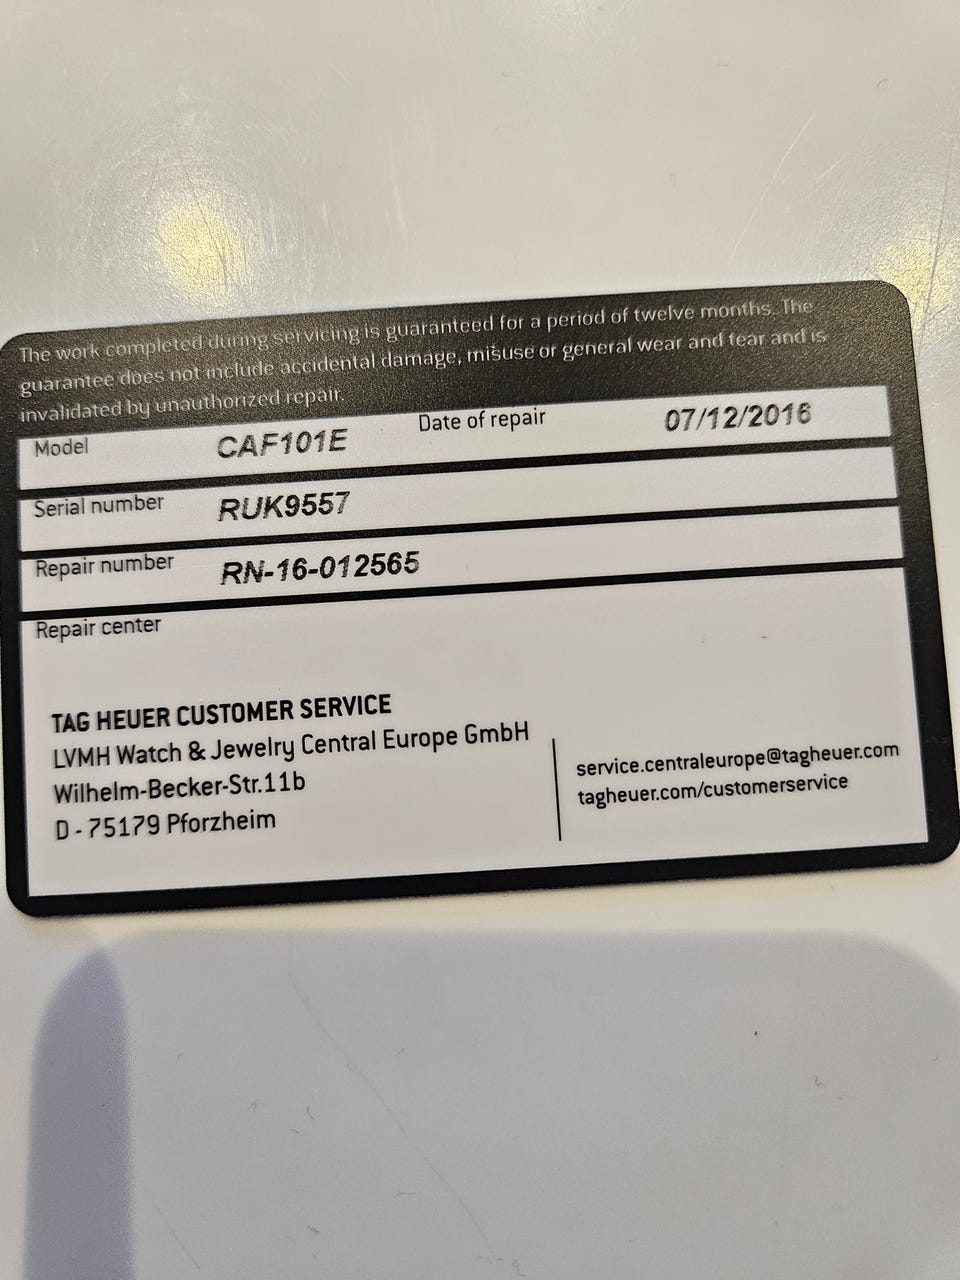 The work completed during servicing is guaranteed for a period of twelve months. The
guarantee does not include accidental damage, misuse or general wear and tear and is
invalidated by unauthorized repair.
Model CAF101E Date of repair 07/12/2016
Serial number RUK9557
Repair number RN-16-012565
Repair center
TAG HEUER CUSTOMER SERVICE
LVMH Watch & Jewelry Central Europe GmbH
Wilhelm-Becker-Str.11b
D - 75179 Pforzheim
service.centraleurope@tagheuer.com
tagheuer.com/customerservice